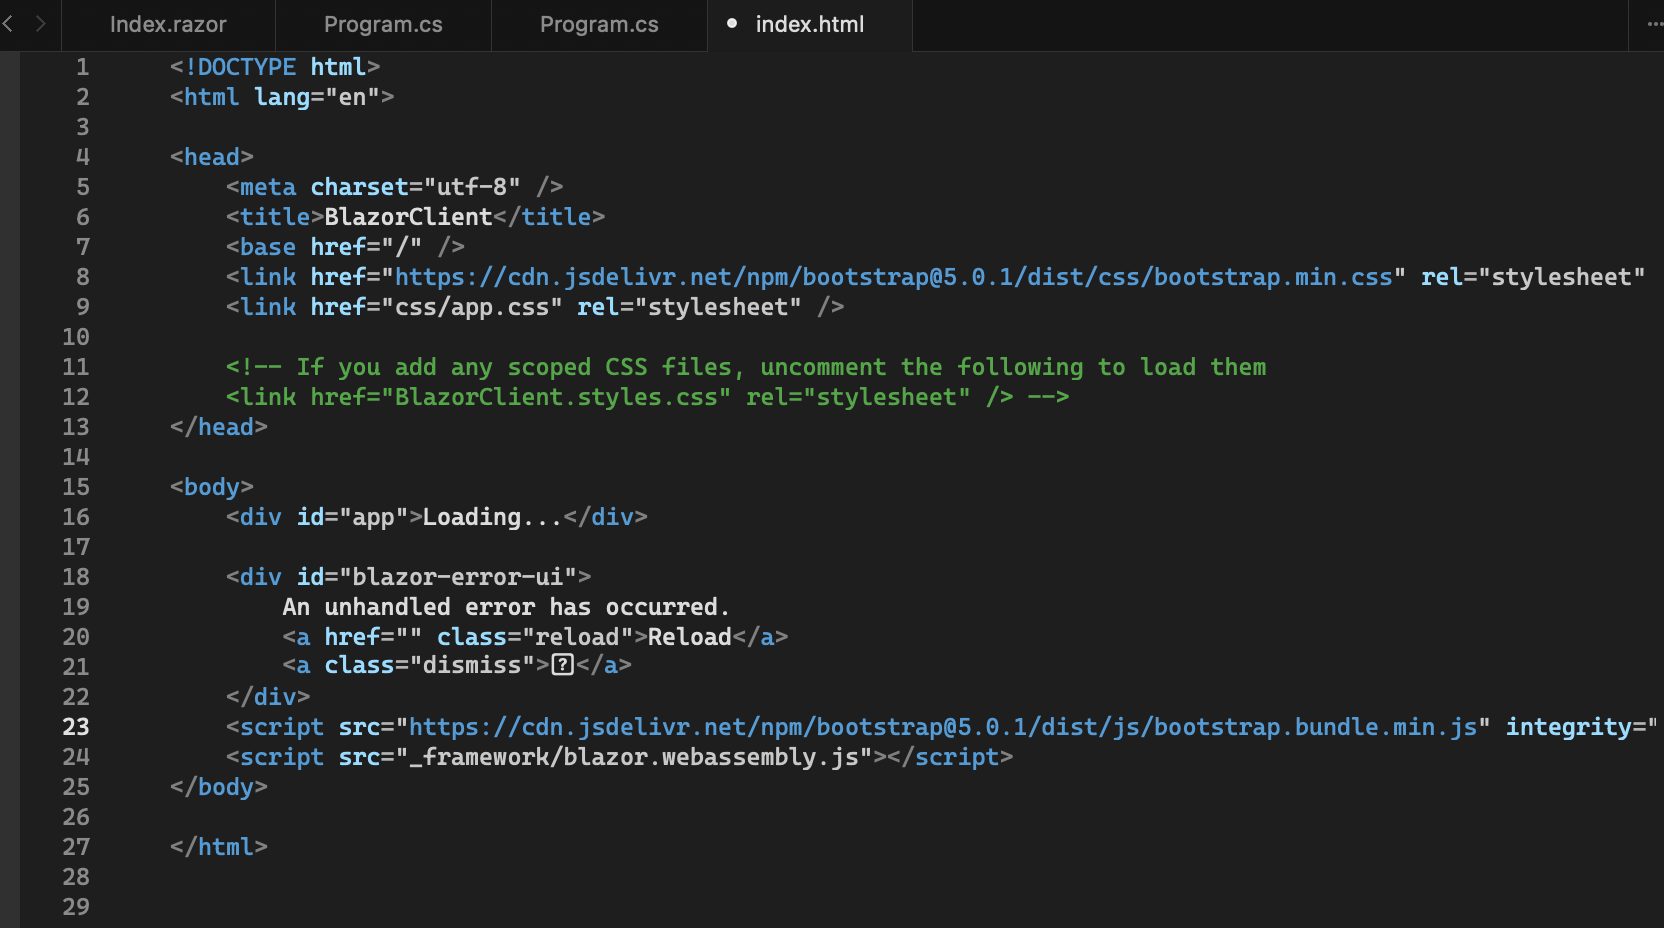 Index.razor Program.cs Program.cs index.html
1 <!DOCTYPE html>
2 <html lang="en">
3
4 <head>
5 <meta charset="utf-8" />
6 <title>BlazorClient</title>
7 <base href="/" />
8 <link href="https://cdn.jsdelivr.net/npm/bootstrap@5.0.1/dist/css/bootstrap.min.css" rel="stylesheet"
9 <link href="css/app.css" rel="stylesheet" />
10
11 <!-- If you add any scoped CSS files, uncomment the following to load them
12 <link href="BlazorClient.styles.css" rel="stylesheet" /> -->
13 </head>
14
15 <body>
16 <div id="app">Loading...</div>
17
18 <div id="blazor-error-ui">
19 An unhandled error has occurred.
20 <a href="" class="reload">Reload</a>
21 <a class="dismiss">⍰</a>
22 </div>
23 <script src="https://cdn.jsdelivr.net/npm/bootstrap@5.0.1/dist/js/bootstrap.bundle.min.js" integrity="
24 <script src="_framework/blazor.webassembly.js"></script>
25 </body>
26
27 </html>
28
29